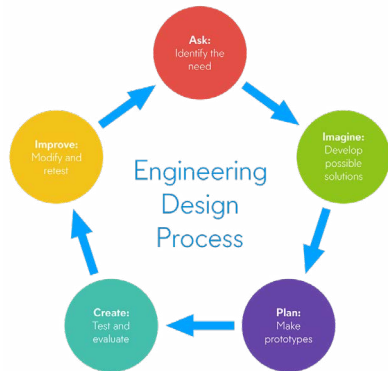 Ask:
Identify the
need
Imagine:
Develop
possible
solutions
Plan:
Make
prototypes
Create:
Test and
evaluate
Improve:
Modify and
retest
Engineering
Design
Process